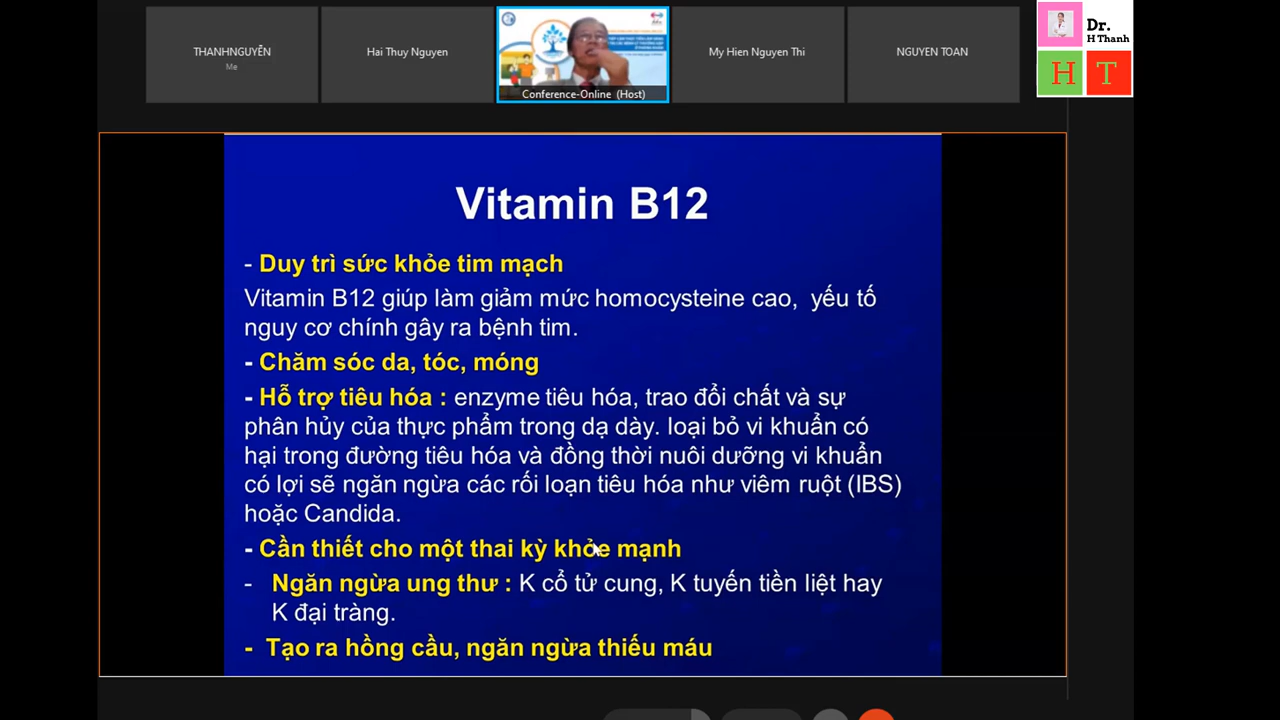 THANHNGUYỄN
Me
Hai Thuy Nguyen
Conference-Online (Host)
My Hien Nguyen Thi
NGUYEN TOAN
Dr.
H Thanh
H T
Vitamin B12
- Duy trì sức khỏe tim mạch
Vitamin B12 giúp làm giảm mức homocysteine cao, yếu tố
nguy cơ chính gây ra bệnh tim.
- Chăm sóc da, tóc, móng
- Hỗ trợ tiêu hóa : enzyme tiêu hóa, trao đổi chất và sự
phân hủy của thực phẩm trong dạ dày. loại bỏ vi khuẩn có
hại trong đường tiêu hóa và đồng thời nuôi dưỡng vi khuẩn
có lợi sẽ ngăn ngừa các rối loạn tiêu hóa như viêm ruột (IBS)
hoặc Candida.
- Cần thiết cho một thai kỳ khỏe mạnh
- Ngăn ngừa ung thư : K cổ tử cung, K tuyến tiền liệt hay
K đại tràng.
- Tạo ra hồng cầu, ngăn ngừa thiếu máu